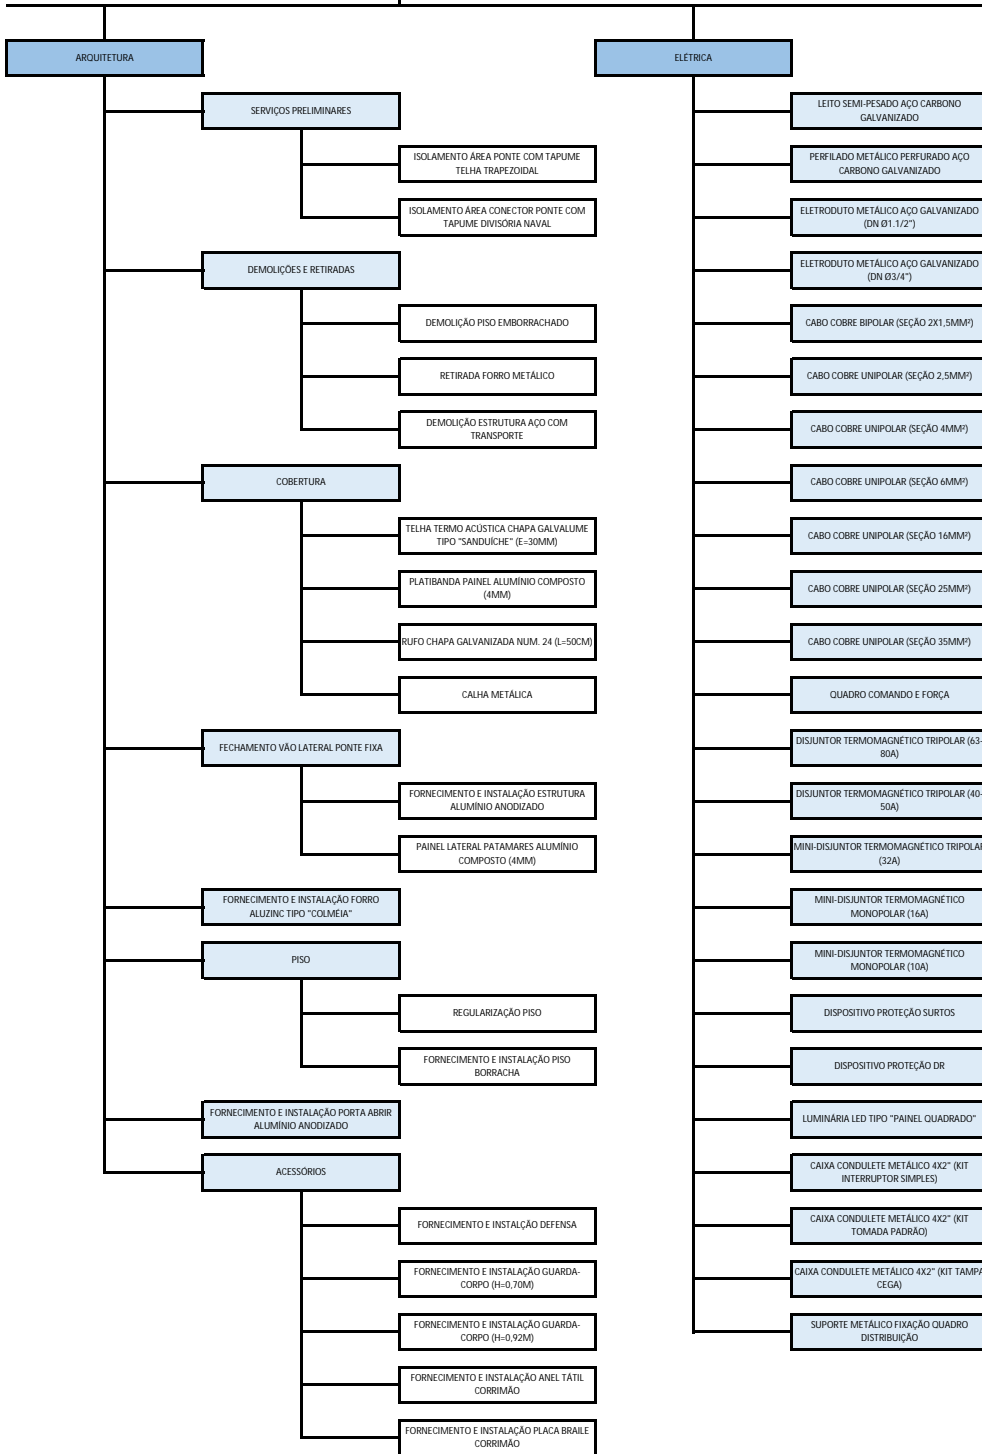 ARQUITETURA
SERVIÇOS PRELIMINARES
ISOLAMENTO ÁREA PONTE COM TAPUME
TELHA TRAPEZOIDAL
ISOLAMENTO ÁREA CONECTOR PONTE COM
TAPUME DIVISÓRIA NAVAL
DEMOLIÇÕES E RETIRADAS
DEMOLIÇÃO PISO EMBORRACHADO
RETIRADA FORRO METÁLICO
DEMOLIÇÃO ESTRUTURA AÇO COM
TRANSPORTE
COBERTURA
TELHA TERMO ACÚSTICA CHAPA GALVALUME
TIPO "SANDUÍCHE" (E=30MM)
PLATIBANDA PAINEL ALUMÍNIO COMPOSTO
(4MM)
RUFO CHAPA GALVANIZADA NUM. 24 (L=50CM)
CALHA METÁLICA
FECHAMENTO VÃO LATERAL PONTE FIXA
FORNECIMENTO E INSTALAÇÃO ESTRUTURA
ALUMÍNIO ANODIZADO
PAINEL LATERAL PATAMARES ALUMÍNIO
COMPOSTO (4MM)
FORNECIMENTO E INSTALAÇÃO FORRO
ALUZINC TIPO "COLMÉIA"
PISO
REGULARIZAÇÃO PISO
FORNECIMENTO E INSTALAÇÃO PISO
BORRACHA
FORNECIMENTO E INSTALAÇÃO PORTA ABRIR
ALUMÍNIO ANODIZADO
ACESSÓRIOS
FORNECIMENTO E INSTALÇÃO DEFENSA
FORNECIMENTO E INSTALAÇÃO GUARDA-
CORPO (H=0,70M)
FORNECIMENTO E INSTALAÇÃO GUARDA-
CORPO (H=0,92M)
FORNECIMENTO E INSTALAÇÃO ANEL TÁTIL
CORRIMÃO
FORNECIMENTO E INSTALAÇÃO PLACA BRAILE
CORRIMÃO
ELÉTRICA
LEITO SEMI-PESADO AÇO CARBONO
GALVANIZADO
PERFILADO METÁLICO PERFURADO AÇO
CARBONO GALVANIZADO
ELETRODUTO METÁLICO AÇO GALVANIZADO
(DN Ø1.1/2")
ELETRODUTO METÁLICO AÇO GALVANIZADO
(DN Ø3/4")
CABO COBRE BIPOLAR (SEÇÃO 2X1,5MM²)
CABO COBRE UNIPOLAR (SEÇÃO 2,5MM²)
CABO COBRE UNIPOLAR (SEÇÃO 4MM²)
CABO COBRE UNIPOLAR (SEÇÃO 6MM²)
CABO COBRE UNIPOLAR (SEÇÃO 16MM²)
CABO COBRE UNIPOLAR (SEÇÃO 25MM²)
CABO COBRE UNIPOLAR (SEÇÃO 35MM²)
QUADRO COMANDO E FORÇA
DISJUNTOR TERMOMAGNÉTICO TRIPOLAR (63-
80A)
DISJUNTOR TERMOMAGNÉTICO TRIPOLAR (40-
50A)
MINI-DISJUNTOR TERMOMAGNÉTICO TRIPOLAR
(32A)
MINI-DISJUNTOR TERMOMAGNÉTICO
MONOPOLAR (16A)
MINI-DISJUNTOR TERMOMAGNÉTICO
MONOPOLAR (10A)
DISPOSITIVO PROTEÇÃO SURTOS
DISPOSITIVO PROTEÇÃO DR
LUMINÁRIA LED TIPO "PAINEL QUADRADO"
CAIXA CONDULETE METÁLICO 4X2" (KIT
INTERRUPTOR SIMPLES)
CAIXA CONDULETE METÁLICO 4X2" (KIT
TOMADA PADRÃO)
CAIXA CONDULETE METÁLICO 4X2" (KIT TAMPA
CEGA)
SUPORTE METÁLICO FIXAÇÃO QUADRO
DISTRIBUIÇÃO